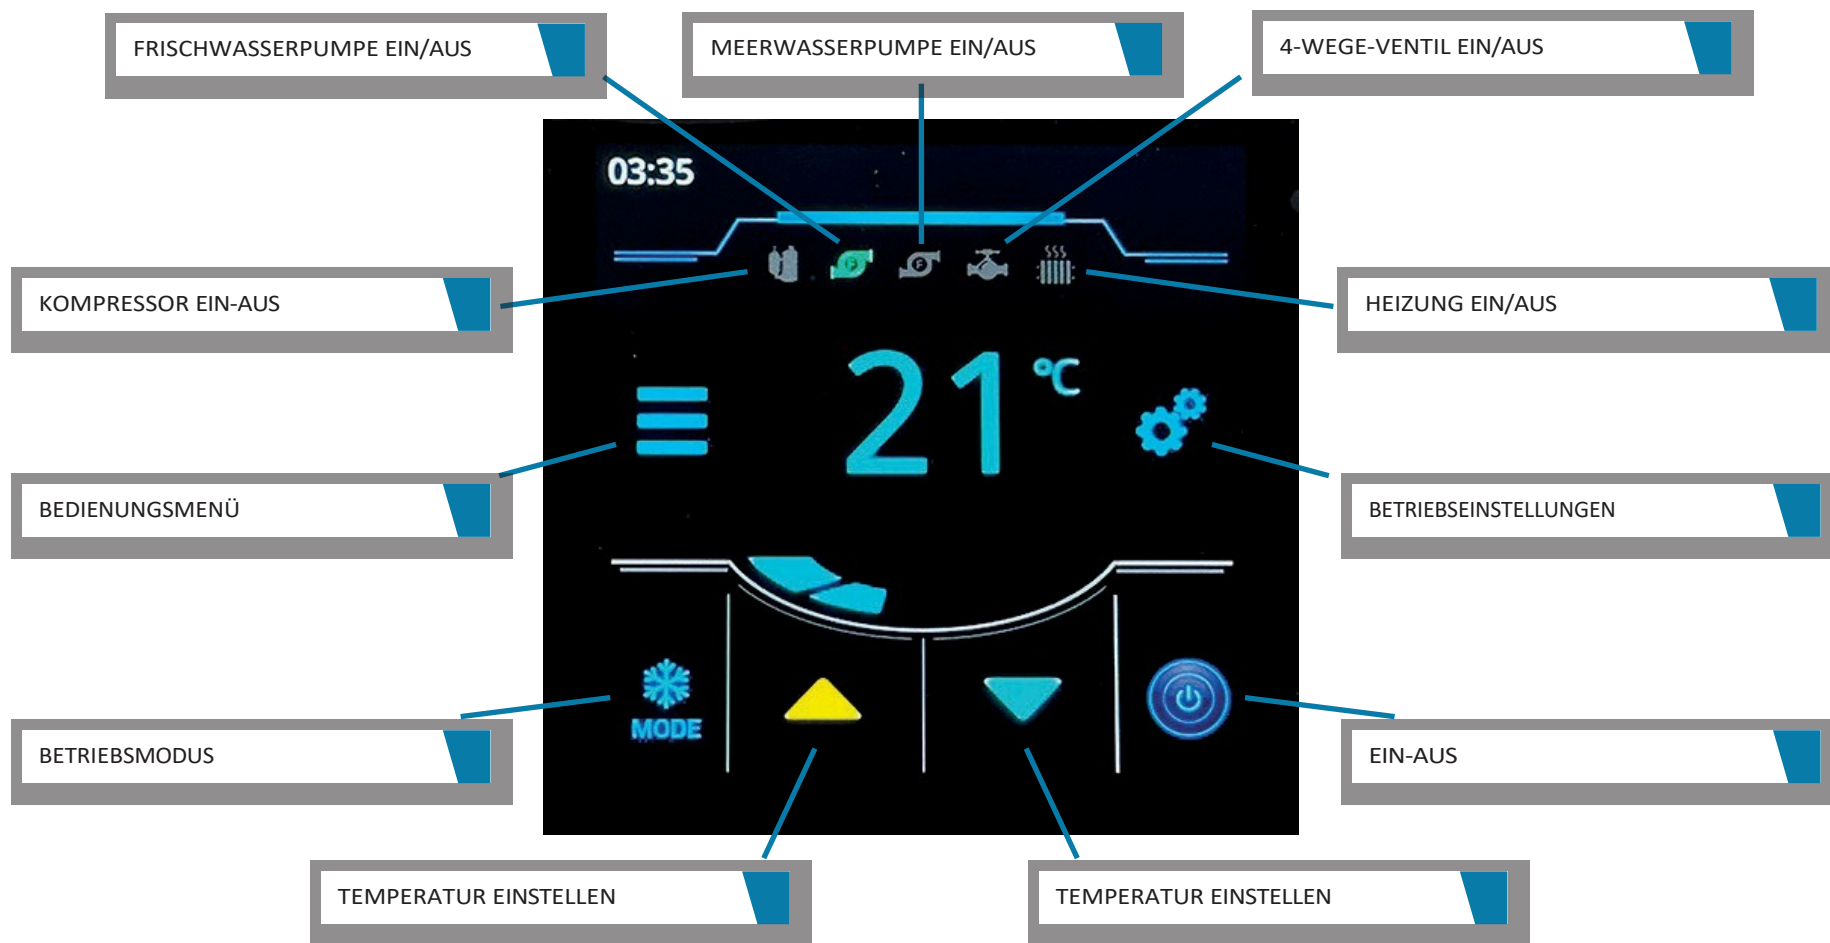 FRISCHWASSERPUMPE EIN/AUS
MEERWASSERPUMPE EIN/AUS
4-WEGE-VENTIL EIN/AUS
03:35
F
F
KOMPRESSOR EIN-AUS
HEIZUNG EIN/AUS
21 °C
BEDIENUNGSMENÜ
BETRIEBSEINSTELLUNGEN
MODE
BETRIEBSMODUS
EIN-AUS
TEMPERATUR EINSTELLEN
TEMPERATUR EINSTELLEN